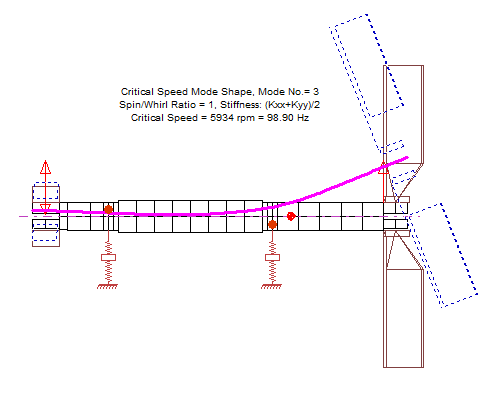 Critical Speed Mode Shape, Mode No.= 3
Spin/Whirl Ratio = 1, Stiffness: (Kxx+Kyy)/2
Critical Speed = 5934 rpm = 98.90 Hz